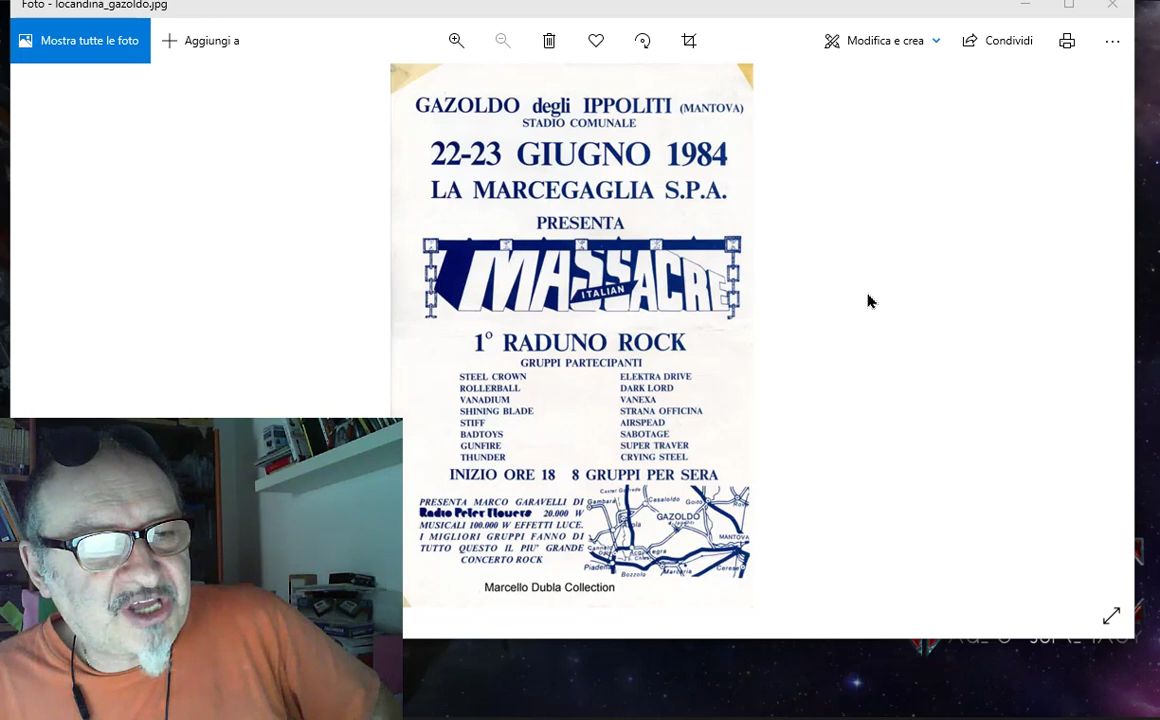 Foto - locandina_gazoldo.jpg
Mostra tutte le foto
Aggiungi a
Modifica e crea
Condividi
GAZOLDO degli IPPOLITI (MANTOVA)
STADIO COMUNALE
22-23 GIUGNO 1984
LA MARCEGAGLIA S.P.A.
PRESENTA
MASSACRE
ITALIAN
1° RADUNO ROCK
GRUPPI PARTECIPANTI
STEEL CROWN ELEKTRA DRIVE
ROLLERBALL DARK LORD
VANADIUM VANEXA
SHINING BLADE STRANA OFFICINA
STIFF AIRSPEAD
BADTOYS SABOTAGE
GUNFIRE SUPER TRAVER
THUNDER CRYING STEEL
INIZIO ORE 18 8 GRUPPI PER SERA
PRESENTA MARCO GARAVELLI DI
Radio Peter Flowers 20.000 W
MUSICALI 100.000 W EFFETTI LUCE.
I MIGLIORI GRUPPI FANNO DI
TUTTO QUESTO IL PIU' GRANDE
CONCERTO ROCK
Casaloldo
GAZOLDO
MANTOVA
Bozzolo
Marcaria
Marcello Dubla Collection